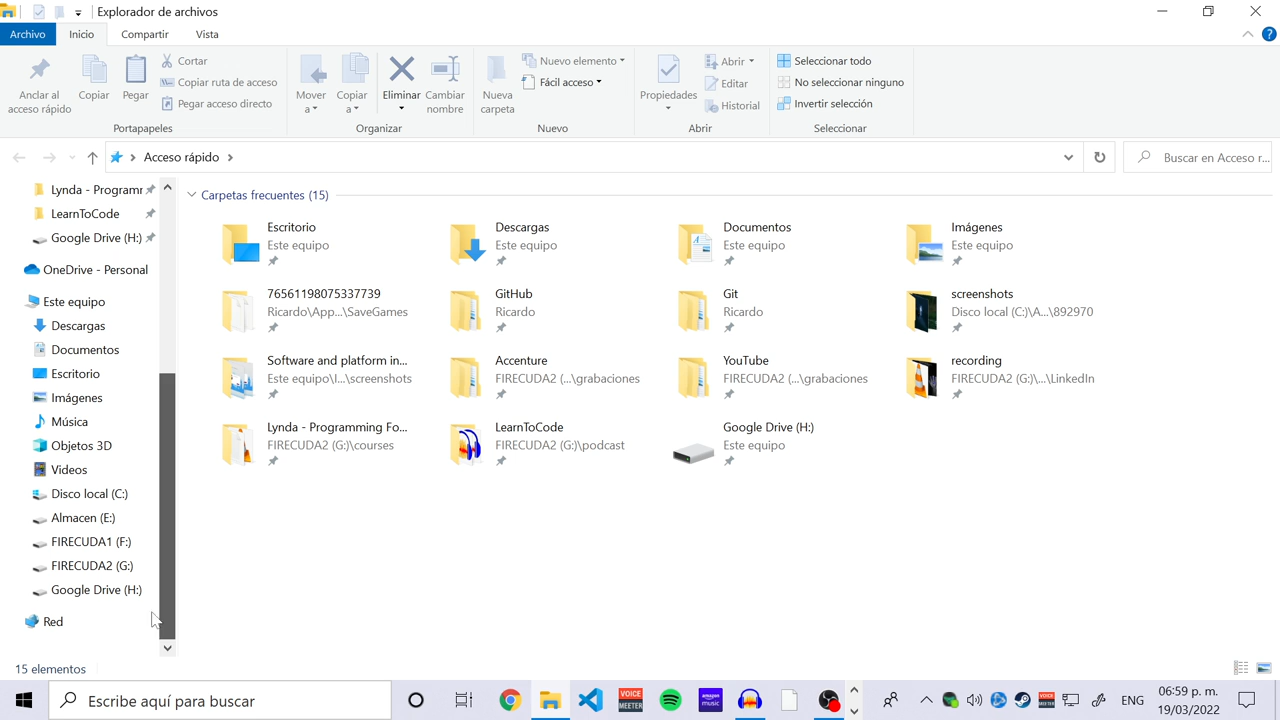 Explorador de archivos
Archivo Inicio Compartir Vista
Anclar al acceso rápido
Copiar
Pegar
Cortar
Copiar ruta de acceso
Pegar acceso directo
Portapapeles
Mover a
Copiar a
Eliminar
Cambiar nombre
Organizar
Nueva carpeta
Nuevo elemento
Fácil acceso
Nuevo
Propiedades
Abrir
Editar
Historial
Abrir
Seleccionar todo
No seleccionar ninguno
Invertir selección
Seleccionar
Acceso rápido
Buscar en Acceso r...
Lynda - Programr
LearnToCode
Google Drive (H:)
OneDrive - Personal
Este equipo
Descargas
Documentos
Escritorio
Imágenes
Música
Objetos 3D
Videos
Disco local (C:)
Almacen (E:)
FIRECUDA1 (F:)
FIRECUDA2 (G:)
Google Drive (H:)
Red
Carpetas frecuentes (15)
Escritorio
Este equipo
Descargas
Este equipo
Documentos
Este equipo
Imágenes
Este equipo
76561198075337739
Ricardo\App...\SaveGames
GitHub
Ricardo
Git
Ricardo
screenshots
Disco local (C:)\A...\892970
Software and platform in...
Este equipo\I...\screenshots
Accenture
FIRECUDA2 (...\grabaciones
YouTube
FIRECUDA2 (...\grabaciones
recording
FIRECUDA2 (G:)\...\LinkedIn
Lynda - Programming Fo...
FIRECUDA2 (G:)\courses
LearnToCode
FIRECUDA2 (G:)\podcast
Google Drive (H:)
Este equipo
15 elementos
Escribe aquí para buscar
VOICE MEETER
amazon music
ENG
06:59 p. m.
19/03/2022